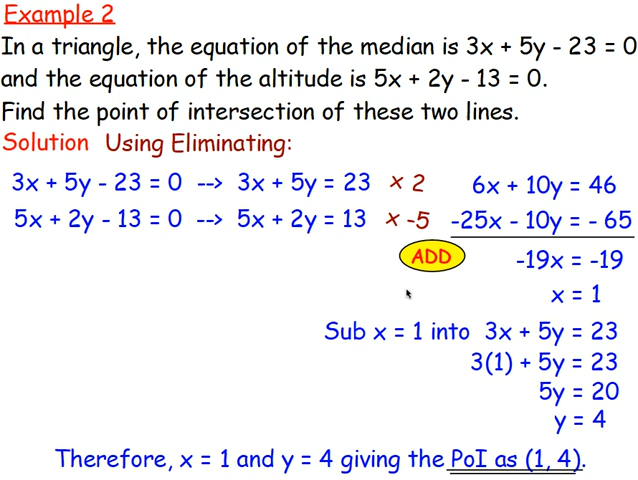 Example 2
In a triangle, the equation of the median is 3x + 5y - 23 = 0
and the equation of the altitude is 5x + 2y - 13 = 0.
Find the point of intersection of these two lines.
Solution Using Eliminating:
3x + 5y - 23 = 0 --> 3x + 5y = 23 × 2 6x + 10y = 46
5x + 2y - 13 = 0 --> 5x + 2y = 13 × -5 -25x - 10y = - 65
ADD -19x = -19
x = 1
Sub x = 1 into 3x + 5y = 23
3(1) + 5y = 23
5y = 20
y = 4
Therefore, x = 1 and y = 4 giving the PoI as (1, 4).